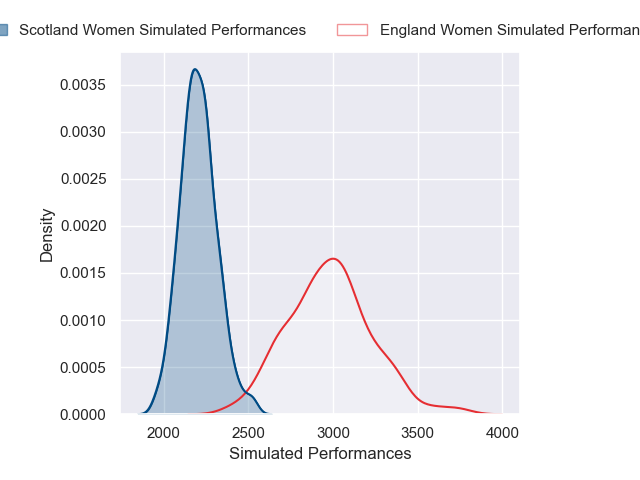 Scotland Women Simulated Performances
England Women Simulated
0.0035
0.0030
0.0025
0.0020
0.0015
0.0010
0.0005
0.0000
Density
2000 2500 3000 3500 4000
Simulated Performances